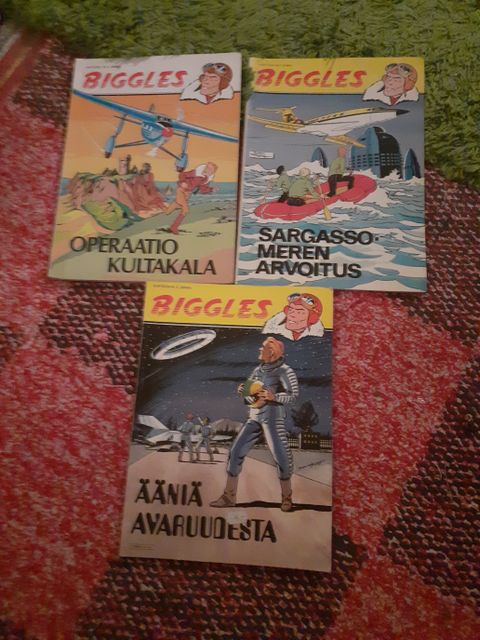 BIGGLES
OPERAATIO
KULTAKALA
BIGGLES
SARGASSO-
MEREN
ARVOITUS
BIGGLES
ÄÄNIÄ
AVARUUDESTA